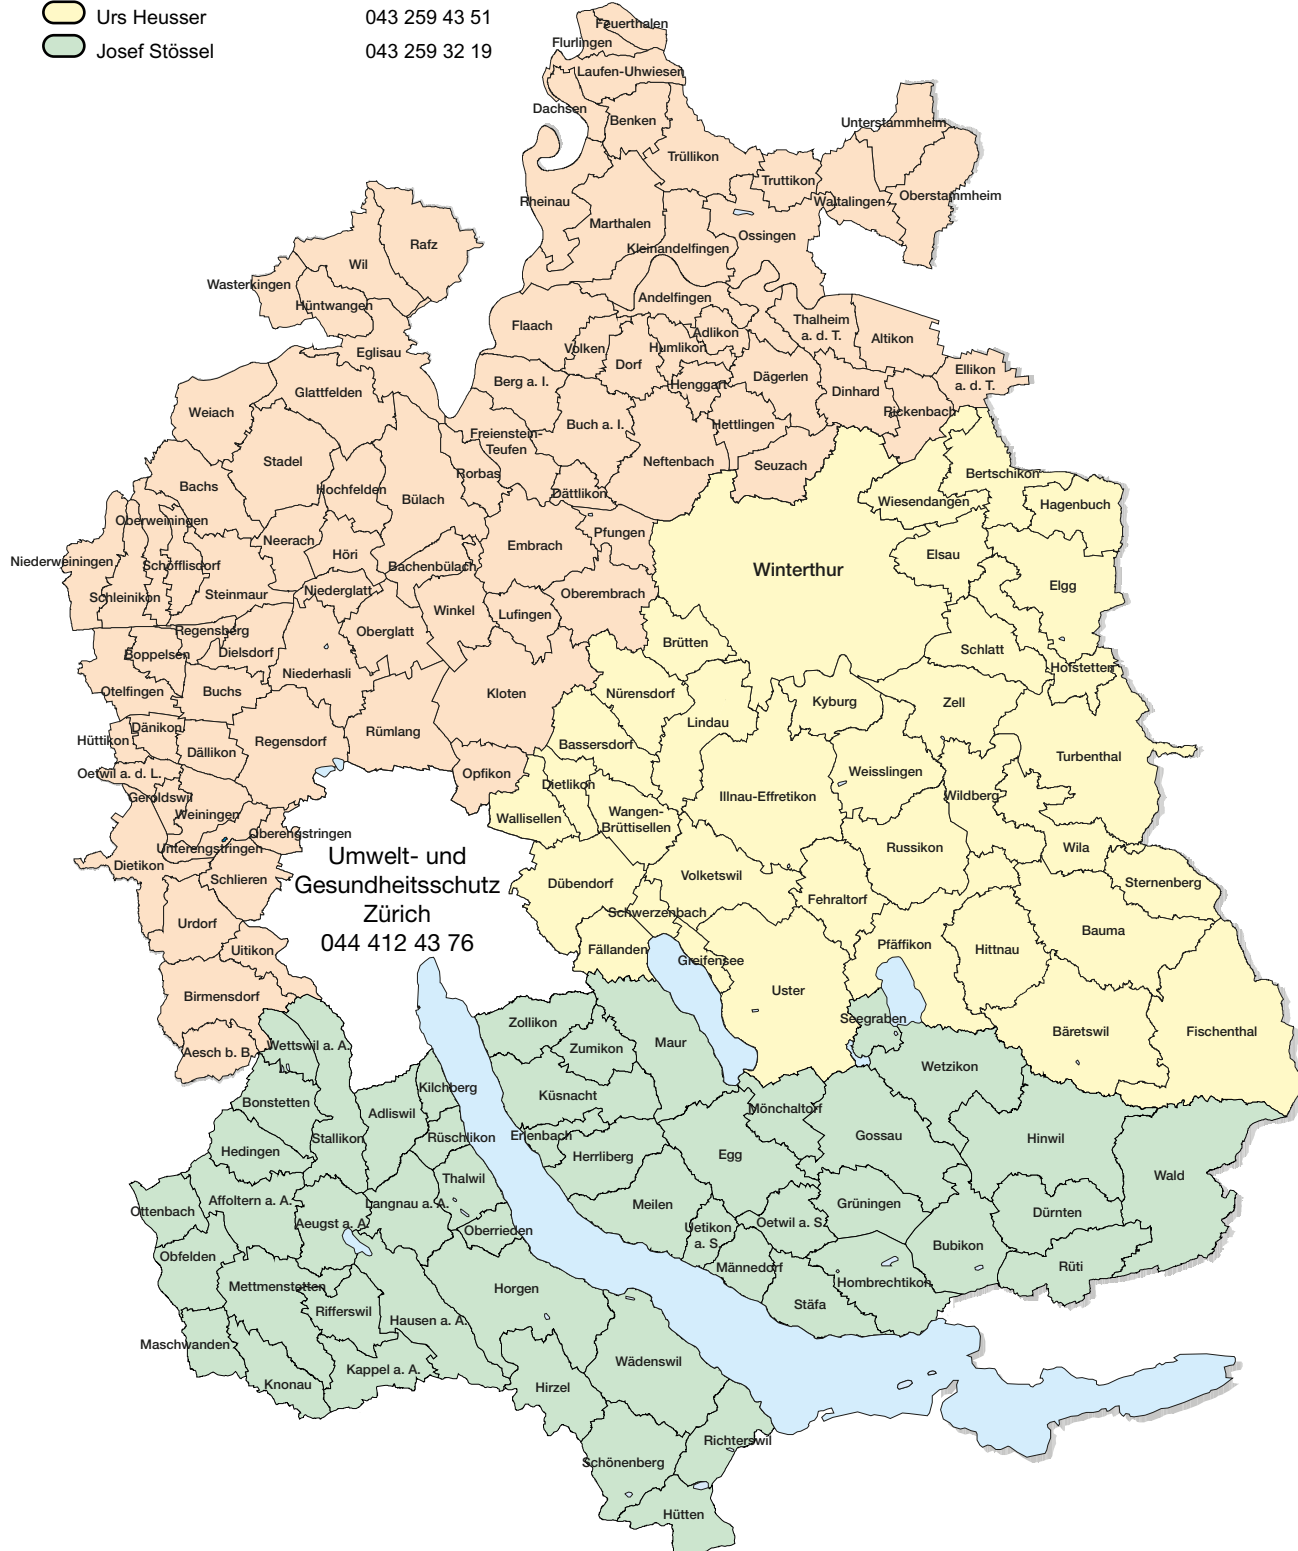 Urs Heusser 043 259 43 51
Josef Stössel 043 259 32 19
Feuerthalen
Flurlingen
Laufen-Uhwiesen
Dachsen
Benken
Unterstammheim
Trüllikon
Truttikon
Rheinau
Waltalingen
Oberstammheim
Marthalen
Ossingen
Kleinandelfingen
Rafz
Wil
Wasterkingen
Hüntwangen
Andelfingen
Flaach
Thalheim
a. d. T.
Adlikon
Altikon
Volken
Humlikon
Eglisau
Dorf
Ellikon
a. d. T.
Berg a. I.
Henggart
Dägerlen
Dinhard
Glattfelden
Weiach
Rickenbach
Buch a. I.
Hettlingen
Freienstein-
Teufen
Stadel
Neftenbach
Seuzach
Rorbas
Bertschikon
Bachs
Hochfelden
Bülach
Dättlikon
Wiesendangen
Hagenbuch
Oberweiningen
Pfungen
Neerach
Embrach
Höri
Elsau
Niederweiningen
Schöfflisdorf
Bachenbülach
Winterthur
Elgg
Schleinikon
Steinmaur
Niederglatt
Oberembrach
Winkel
Lufingen
Regensberg
Oberglatt
Brütten
Boppelsen
Dielsdorf
Schlatt
Hofstetten
Niederhasli
Otelfingen
Buchs
Kloten
Nürensdorf
Kyburg
Zell
Lindau
Dänikon
Rümlang
Hüttikon
Regensdorf
Bassersdorf
Dällikon
Turbenthal
Oetwil a. d. L.
Opfikon
Weisslingen
Dietlikon
Geroldswil
Illnau-Effretikon
Wildberg
Weiningen
Wallisellen
Wangen-
Brüttisellen
Oberengstringen
Unterengstringen
Russikon
Wila
Umwelt- und
Gesundheitsschutz
Zürich
044 412 43 76
Dietikon
Schlieren
Dübendorf
Volketswil
Sternenberg
Fehraltorf
Schwerzenbach
Urdorf
Bauma
Uitikon
Fällanden
Pfäffikon
Hittnau
Greifensee
Birmensdorf
Uster
Seegraben
Zollikon
Bäretswil
Fischenthal
Wettswil a. A.
Maur
Aesch b. B.
Zumikon
Wetzikon
Kilchberg
Küsnacht
Bonstetten
Adliswil
Mönchaltorf
Stallikon
Rüschlikon
Erlenbach
Gossau
Hinwil
Hedingen
Herrliberg
Egg
Thalwil
Wald
Affoltern a. A.
Langnau a. A.
Meilen
Grüningen
Ottenbach
Dürnten
Aeugst a. A.
Oberrieden
Uetikon
a. S.
Oetwil a. S.
Bubikon
Obfelden
Männedorf
Rüti
Mettmenstetten
Horgen
Hombrechtikon
Stäfa
Rifferswil
Hausen a. A.
Maschwanden
Wädenswil
Kappel a. A.
Knonau
Hirzel
Richterswil
Schönenberg
Hütten